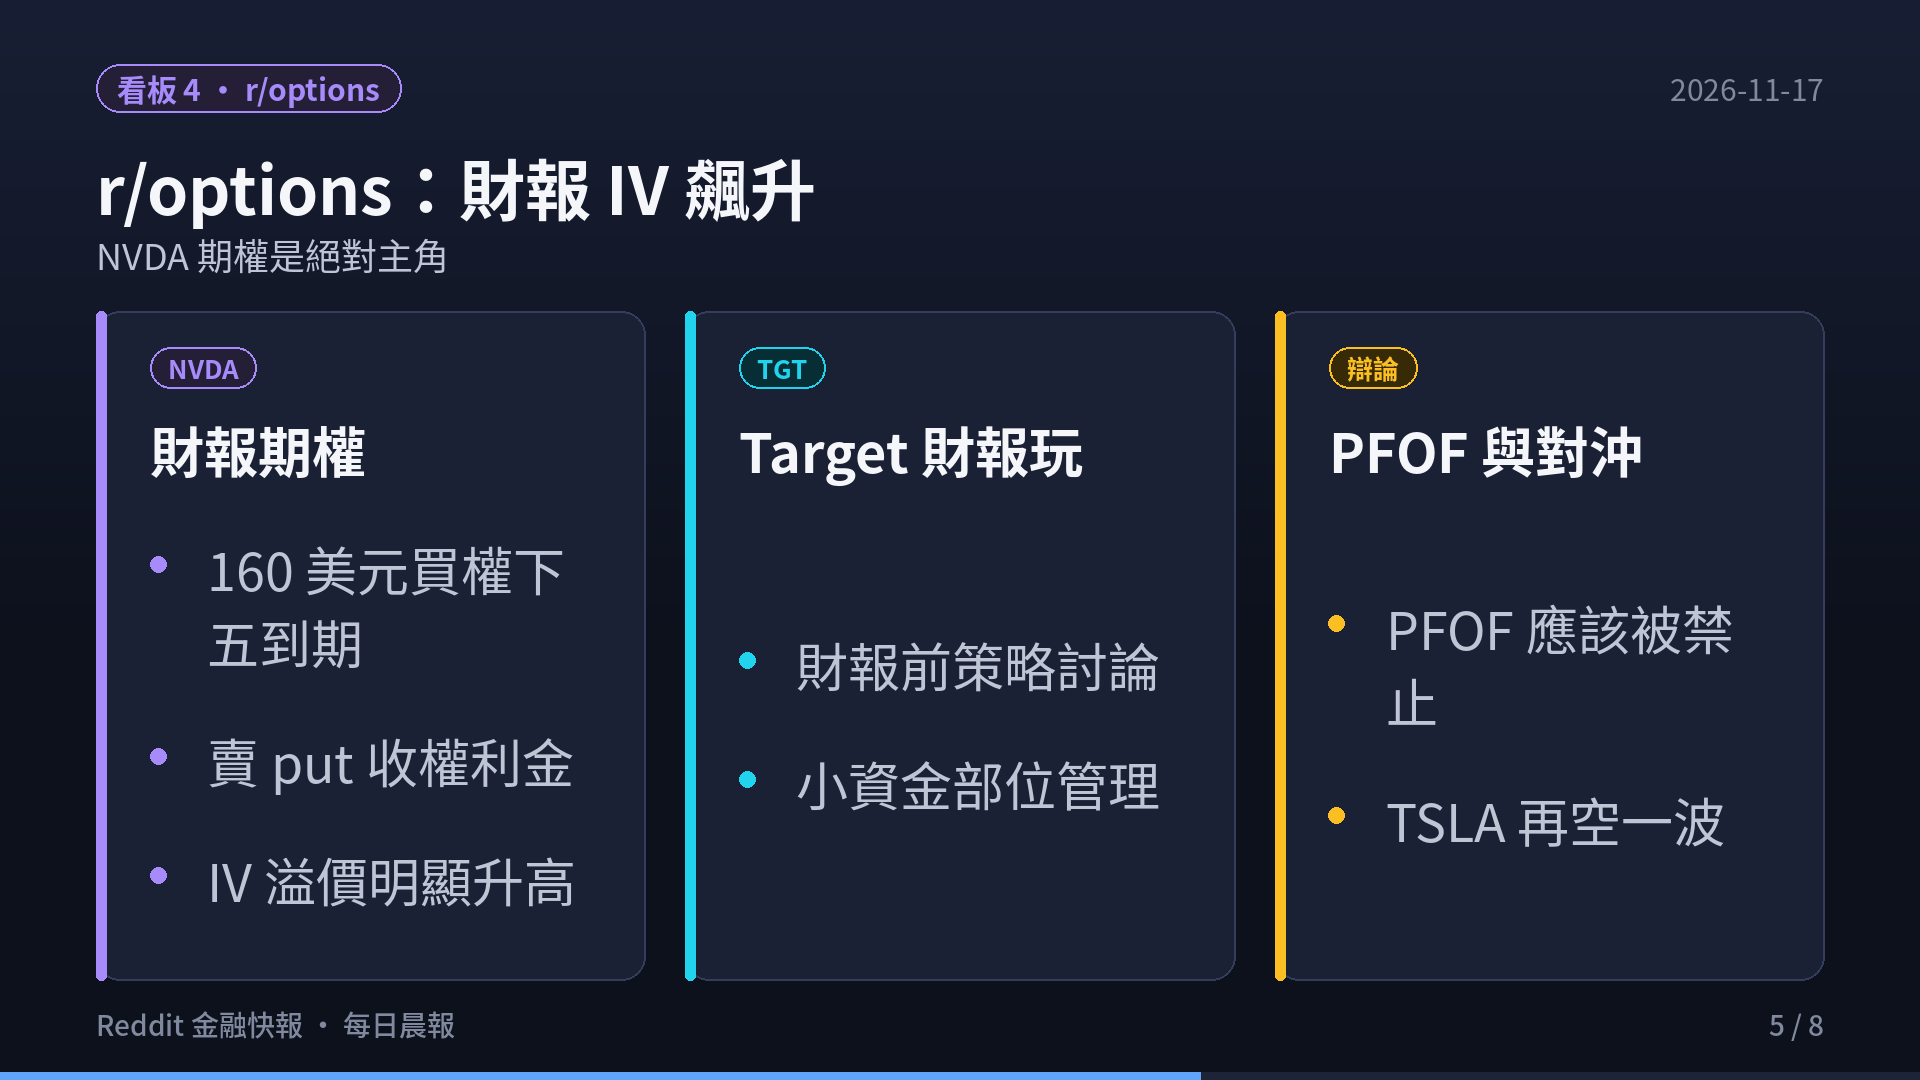 看板 4 · r/options
2026-11-17
r/options：財報 IV 飆升
NVDA 期權是絕對主角
NVDA
財報期權
160 美元買權下
五到期
賣 put 收權利金
IV 溢價明顯升高
TGT
Target 財報玩
財報前策略討論
小資金部位管理
辯論
PFOF 與對沖
PFOF 應該被禁
止
TSLA 再空一波
Reddit 金融快報 · 每日晨報
5 / 8